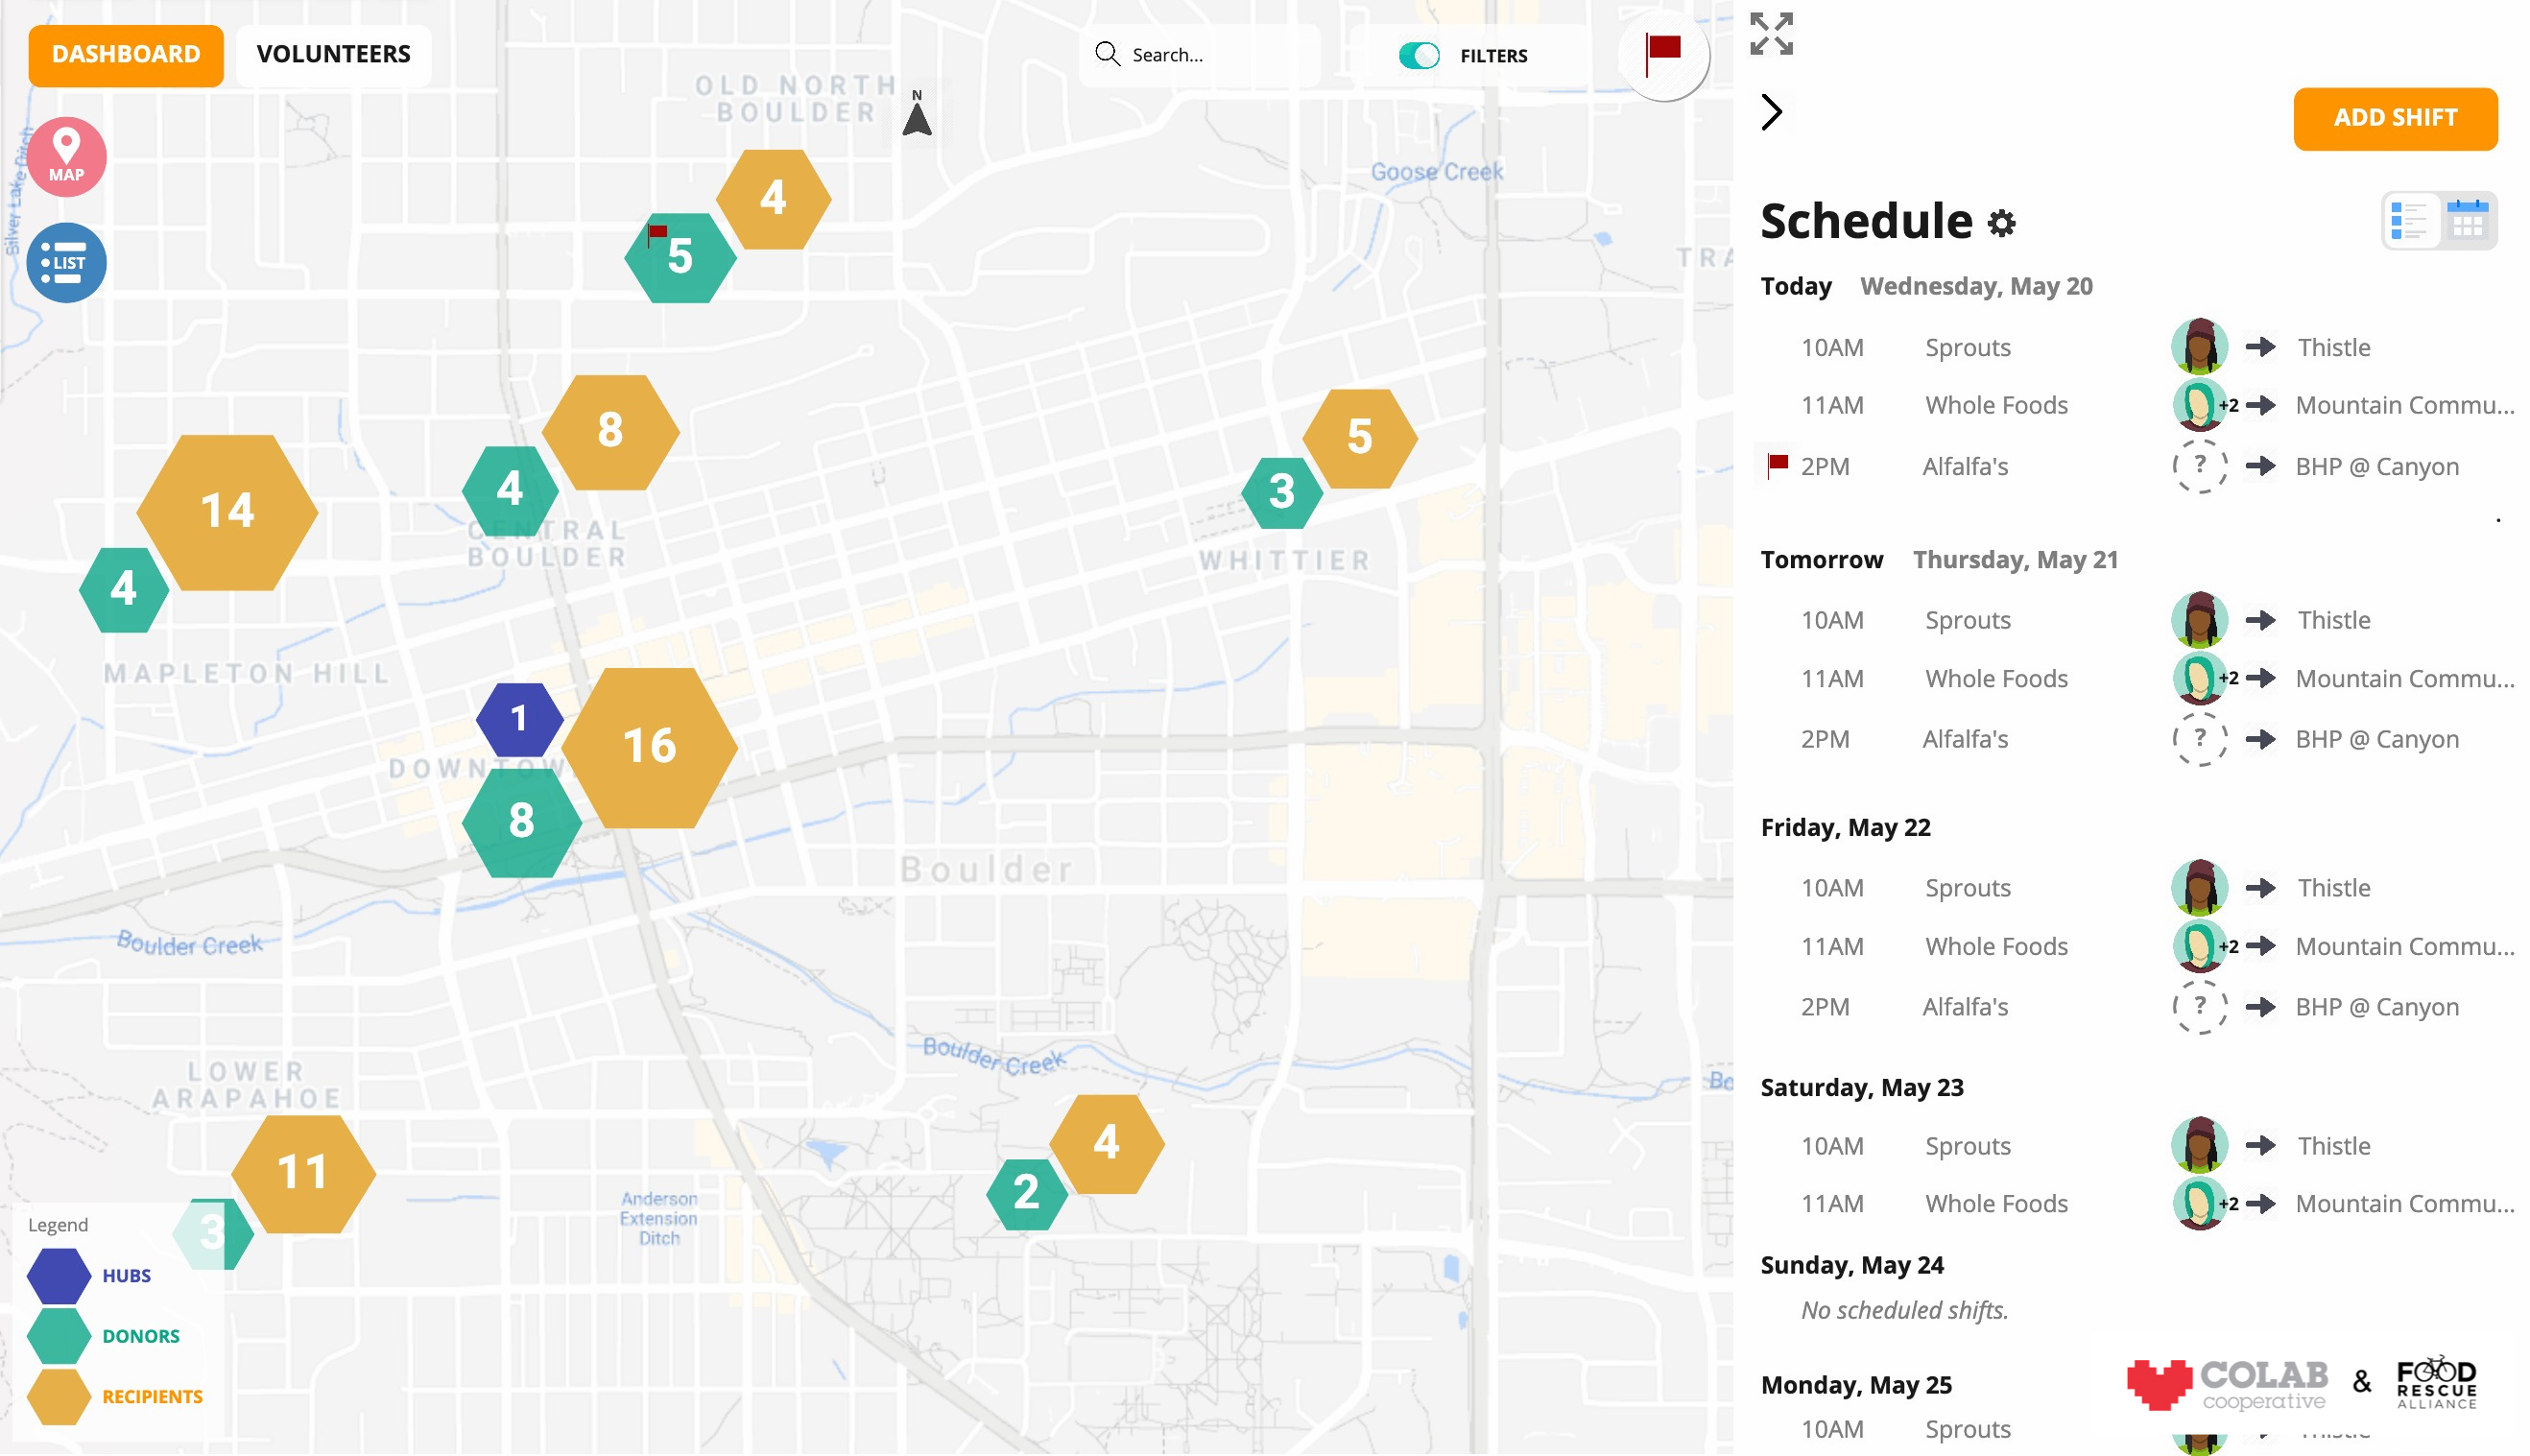 DASHBOARD
VOLUNTEERS
Search...
FILTERS
MAP
LIST
Silver Lake Ditch
OLD NORTH
BOULDER
N
Goose Creek
TRA
4
5
8
4
CENTRAL
BOULDER
14
4
MAPLETON HILL
5
3
WHITTIER
1
16
DOWNTOW
8
Boulder
Boulder Creek
Boulder Creek
Bo
LOWER
ARAPAHOE
11
3
4
2
Anderson
Extension
Ditch
Legend
HUBS
DONORS
RECIPIENTS
ADD SHIFT
Schedule
Today Wednesday, May 20
10AM Sprouts Thistle
11AM Whole Foods +2 Mountain Commu...
2PM Alfalfa's ? BHP @ Canyon
.
Tomorrow Thursday, May 21
10AM Sprouts Thistle
11AM Whole Foods +2 Mountain Commu...
2PM Alfalfa's ? BHP @ Canyon
Friday, May 22
10AM Sprouts Thistle
11AM Whole Foods +2 Mountain Commu...
2PM Alfalfa's ? BHP @ Canyon
Saturday, May 23
10AM Sprouts Thistle
11AM Whole Foods +2 Mountain Commu...
Sunday, May 24
No scheduled shifts.
Monday, May 25
10AM Sprouts
COLAB
cooperative
&
FOOD
RESCUE
ALLIANCE